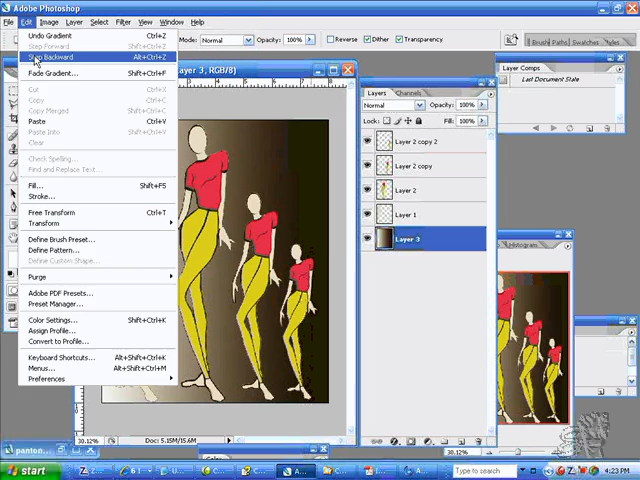 Adobe Photoshop
File Edit Image Layer Select Filter View Window Help
Mode: Normal Opacity: 100% Reverse Dither Transparency
Brush Paths Swatches
Undo Gradient Ctrl+Z
Step Forward Shift+Ctrl+Z
Step Backward Alt+Ctrl+Z
Fade Gradient... Shift+Ctrl+F
Cut Ctrl+X
Copy Ctrl+C
Copy Merged Shift+Ctrl+C
Paste Ctrl+V
Paste Into Shift+Ctrl+V
Clear
Check Spelling...
Find and Replace Text...
Fill... Shift+F5
Stroke...
Free Transform Ctrl+T
Transform
Define Brush Preset...
Define Pattern...
Define Custom Shape...
Purge
Adobe PDF Presets...
Preset Manager...
Color Settings... Shift+Ctrl+K
Assign Profile...
Convert to Profile...
Keyboard Shortcuts... Alt+Shift+Ctrl+K
Menus... Alt+Shift+Ctrl+M
Preferences
Layer 3, RGB/8)
30.12% Doc: 5.15M/15.6M
Layers Channels
Normal Opacity: 100%
Lock: Fill: 100%
Layer 2 copy 2
Layer 2 copy
Layer 2
Layer 1
Layer 3
Layer Comps
Last Document State
Histogram
30.12%
Color
start
Search Desktop
4:23 PM